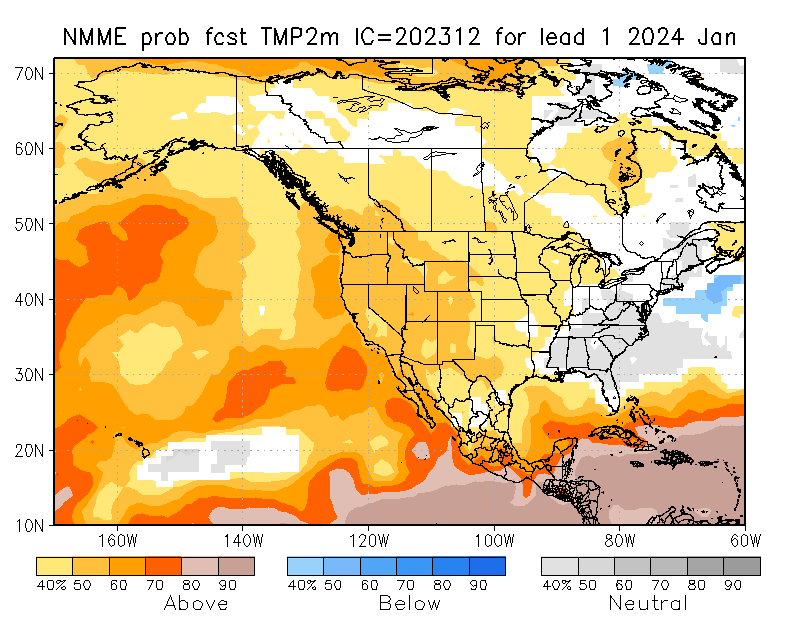 NMME prob fcst TMP2m IC=202312 for lead 1 2024 Jan
70N
60N
50N
40N
30N
20N
10N
160W 140W 120W 100W 80W 60W
40% 50 60 70 80 90 40% 50 60 70 80 90 40% 50 60 70 80 90
Above Below Neutral